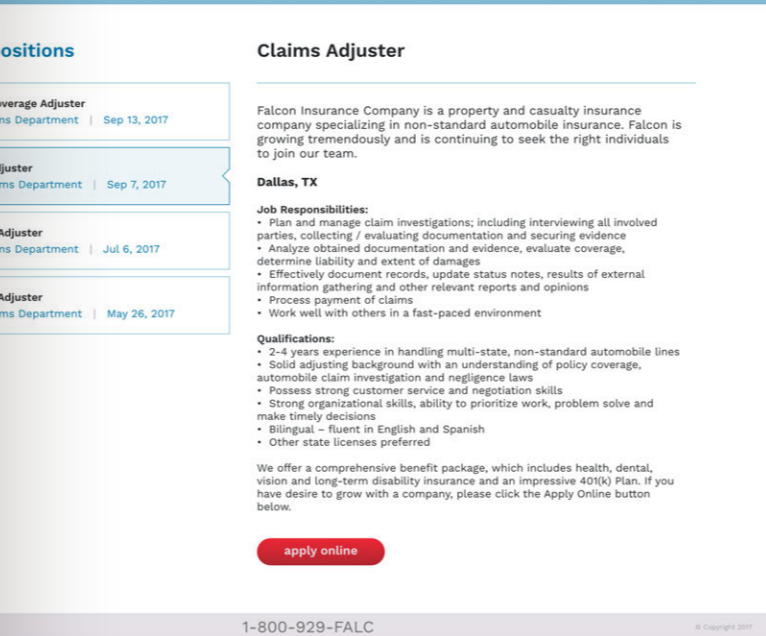 ositions
verage Adjuster
ns Department | Sep 13, 2017
juster
ms Department | Sep 7, 2017
Adjuster
ns Department | Jul 6, 2017
Adjuster
ms Department | May 26, 2017
Claims Adjuster
Falcon Insurance Company is a property and casualty insurance
company specializing in non-standard automobile insurance. Falcon is
growing tremendously and is continuing to seek the right individuals
to join our team.
Dallas, TX
Job Responsibilities:
• Plan and manage claim investigations; including interviewing all involved
parties, collecting / evaluating documentation and securing evidence
• Analyze obtained documentation and evidence, evaluate coverage,
determine liability and extent of damages
• Effectively document records, update status notes, results of external
information gathering and other relevant reports and opinions
• Process payment of claims
• Work well with others in a fast-paced environment
Qualifications:
• 2-4 years experience in handling multi-state, non-standard automobile lines
• Solid adjusting background with an understanding of policy coverage,
automobile claim investigation and negligence laws
• Possess strong customer service and negotiation skills
• Strong organizational skills, ability to prioritize work, problem solve and
make timely decisions
• Bilingual – fluent in English and Spanish
• Other state licenses preferred
We offer a comprehensive benefit package, which includes health, dental,
vision and long-term disability insurance and an impressive 401(k) Plan. If you
have desire to grow with a company, please click the Apply Online button
below.
apply online
1-800-929-FALC
© Copyright 2017